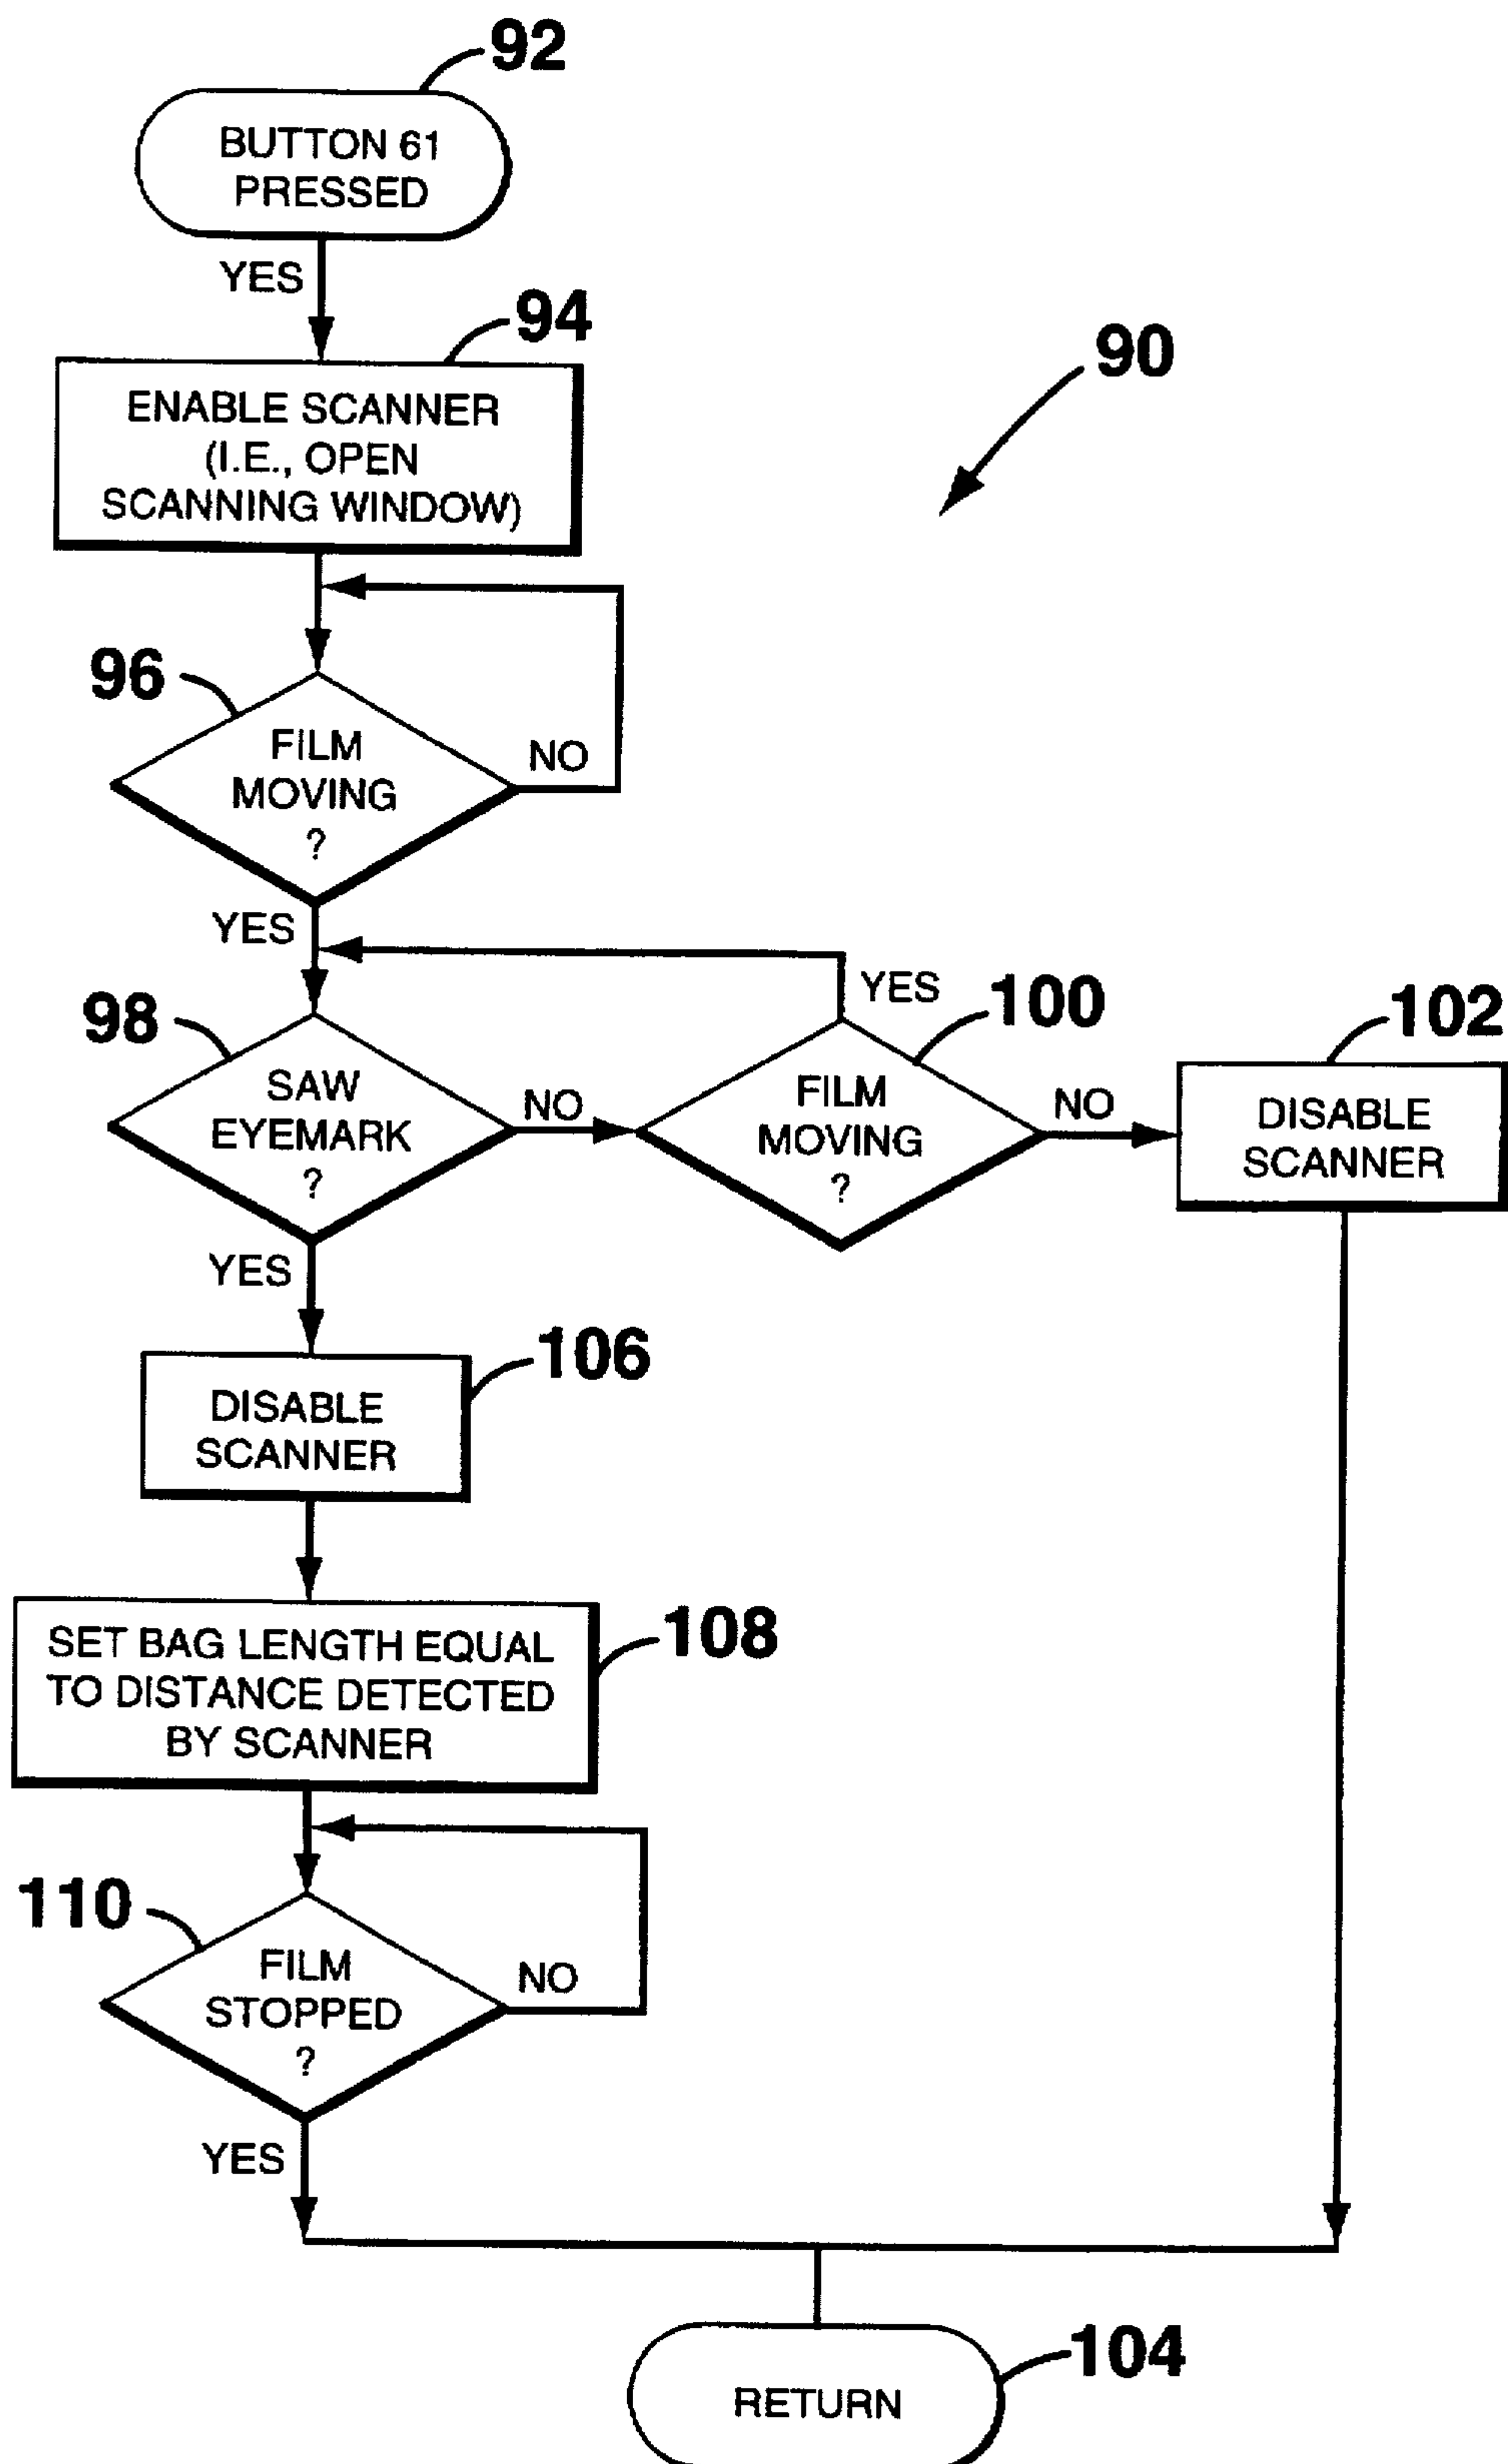 92
BUTTON 61
PRESSED
YES
94
ENABLE SCANNER
(I.E., OPEN
SCANNING WINDOW)
90
96
FILM
MOVING
?
NO
YES
98
SAW
EYEMARK
?
NO
YES
100
FILM
MOVING
?
NO
102
DISABLE
SCANNER
YES
106
DISABLE
SCANNER
108
SET BAG LENGTH EQUAL
TO DISTANCE DETECTED
BY SCANNER
110
FILM
STOPPED
?
NO
YES
104
RETURN